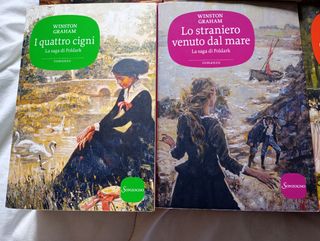 WINSTON
GRAHAM
I quattro cigni
La saga di Poldark
romanzo
Sonzogno
WINSTON
GRAHAM
Lo straniero
venuto dal mare
La saga di Poldark
romanzo
Sonzogno